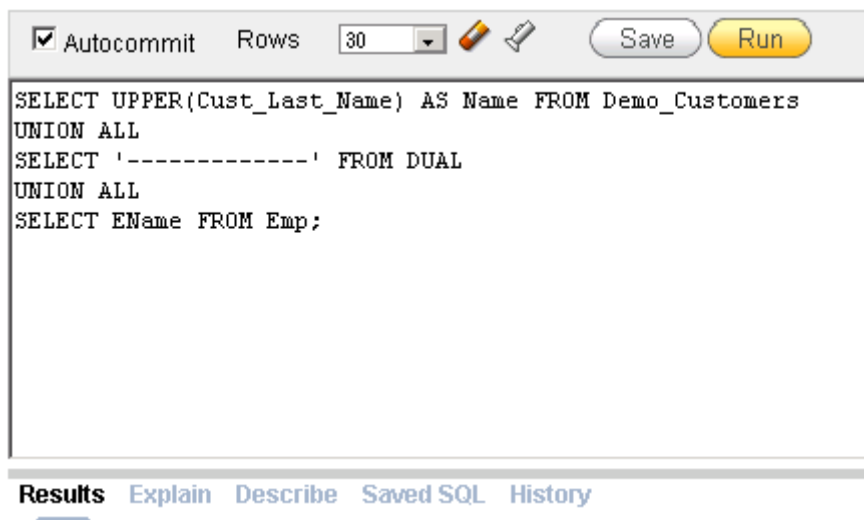 Autocommit Rows 30 Save Run
SELECT UPPER(Cust_Last_Name) AS Name FROM Demo_Customers
UNION ALL
SELECT '-------------' FROM DUAL
UNION ALL
SELECT EName FROM Emp;
Results Explain Describe Saved SQL History